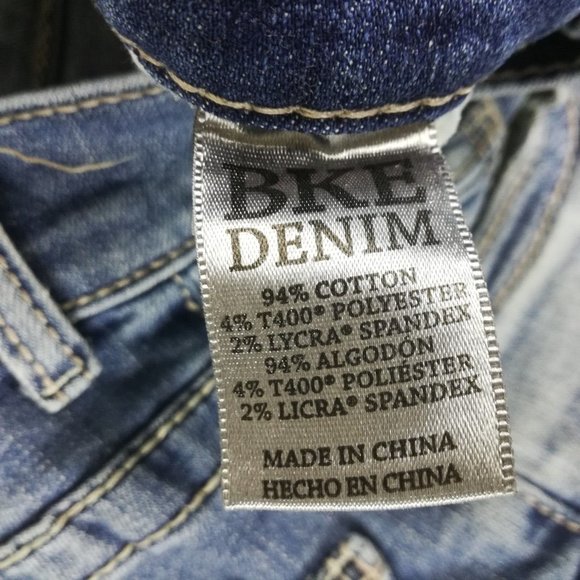 BKE
DENIM
94% COTTON
4% T400® POLYESTER
2% LYCRA® SPANDEX
94% ALGODÓN
4% T400® POLIÉSTER
2% LICRA® SPANDEX
MADE IN CHINA
HECHO EN CHINA